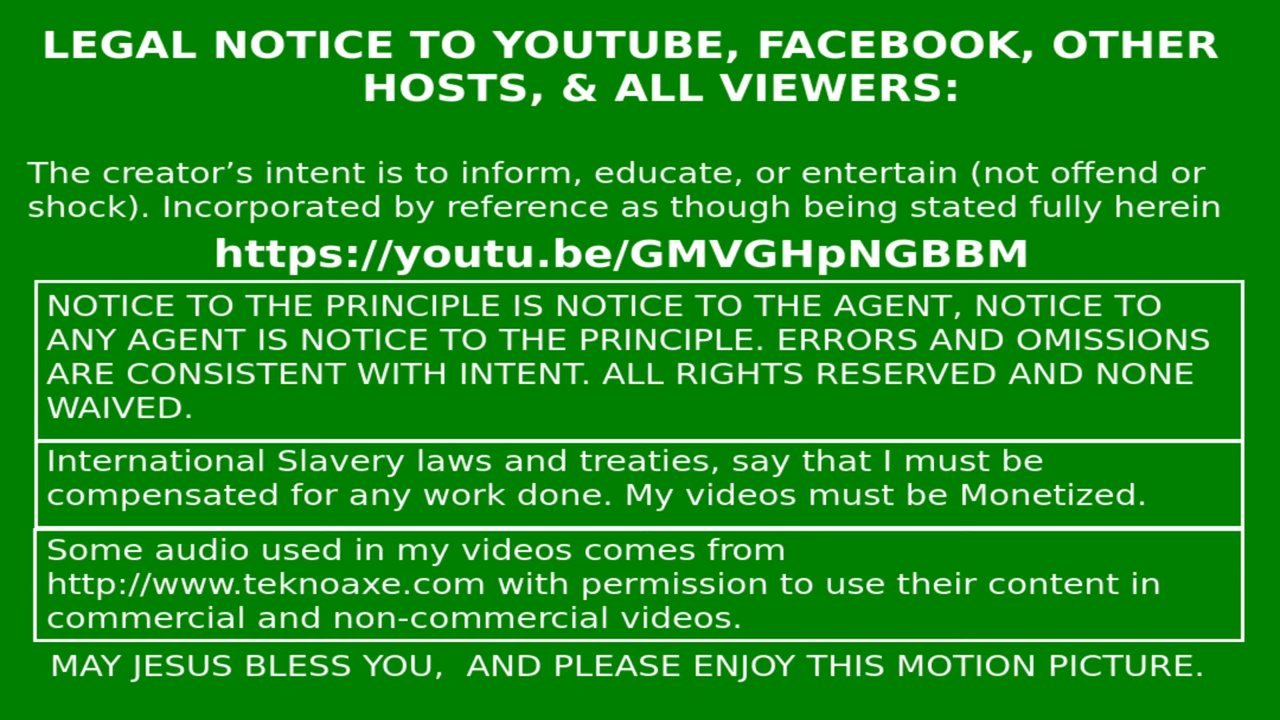 LEGAL NOTICE TO YOUTUBE, FACEBOOK, OTHER
HOSTS, & ALL VIEWERS:
The creator’s intent is to inform, educate, or entertain (not offend or
shock). Incorporated by reference as though being stated fully herein
https://youtu.be/GMVGHpNGBBM
NOTICE TO THE PRINCIPLE IS NOTICE TO THE AGENT, NOTICE TO
ANY AGENT IS NOTICE TO THE PRINCIPLE. ERRORS AND OMISSIONS
ARE CONSISTENT WITH INTENT. ALL RIGHTS RESERVED AND NONE
WAIVED.
International Slavery laws and treaties, say that I must be
compensated for any work done. My videos must be Monetized.
Some audio used in my videos comes from
http://www.teknoaxe.com with permission to use their content in
commercial and non-commercial videos.
MAY JESUS BLESS YOU,  AND PLEASE ENJOY THIS MOTION PICTURE.